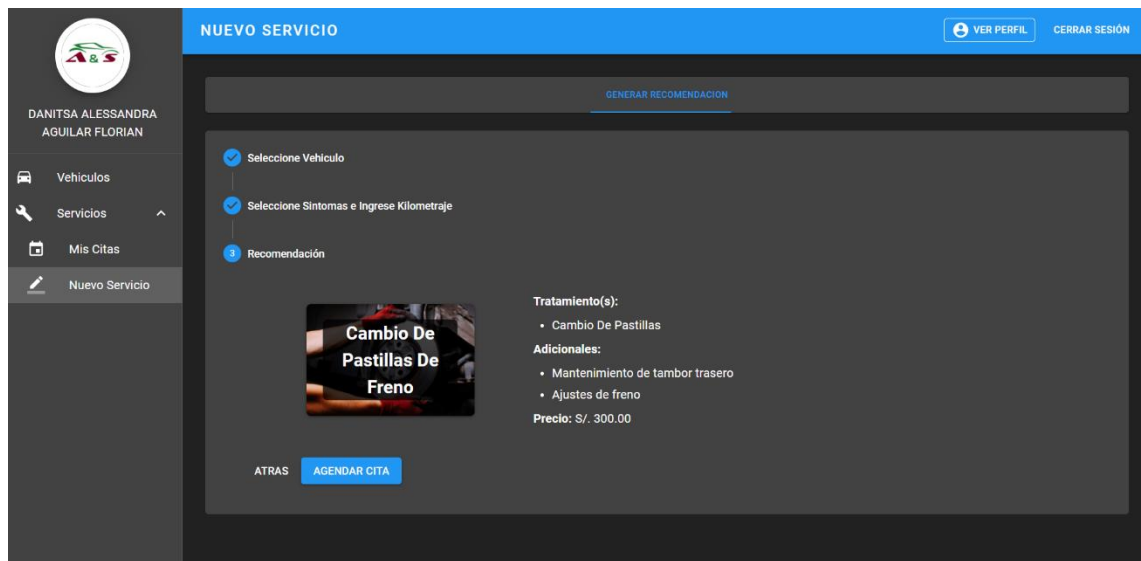 A & S
DANITSA ALESSANDRA
AGUILAR FLORIAN
Vehiculos
Servicios
Mis Citas
Nuevo Servicio
NUEVO SERVICIO
VER PERFIL
CERRAR SESIÓN
GENERAR RECOMENDACION
Seleccione Vehiculo
Seleccione Sintomas e Ingrese Kilometraje
3 Recomendación
Cambio De
Pastillas De
Freno
Tratamiento(s):
• Cambio De Pastillas
Adicionales:
• Mantenimiento de tambor trasero
• Ajustes de freno
Precio: S/. 300.00
ATRAS
AGENDAR CITA